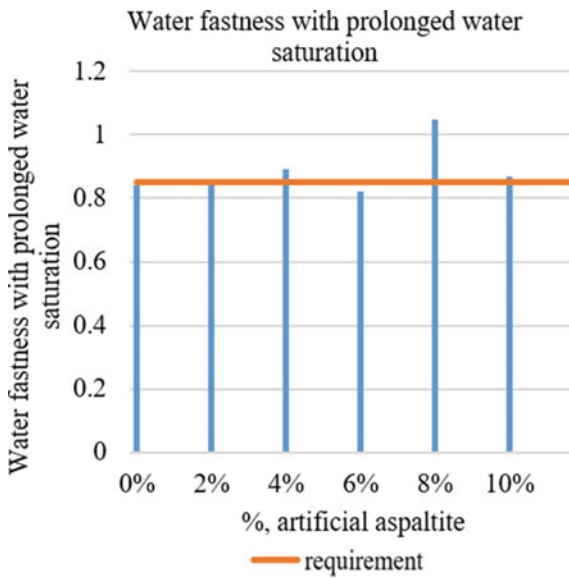 Water fastness with prolonged water
saturation
Water fastness with prolonged water
saturation
1.2
1
0.8
0.6
0.4
0.2
0
0% 2% 4% 6% 8% 10%
%, artificial aspaltite
requirement